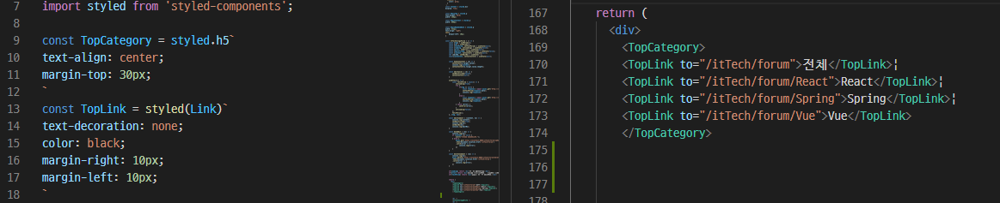 7 import styled from 'styled-components';
8
9 const TopCategory = styled.h5`
10 text-align: center;
11 margin-top: 30px;
12 `
13 const TopLink = styled(Link)`
14 text-decoration: none;
15 color: black;
16 margin-right: 10px;
17 margin-left: 10px;
18 `
167 return (
168 <div>
169 <TopCategory>
170 <TopLink to="/itTech/forum">전체</TopLink>¦
171 <TopLink to="/itTech/forum/React">React</TopLink>¦
172 <TopLink to="/itTech/forum/Spring">Spring</TopLink>¦
173 <TopLink to="/itTech/forum/Vue">Vue</TopLink>
174 </TopCategory>
175
176
177
178